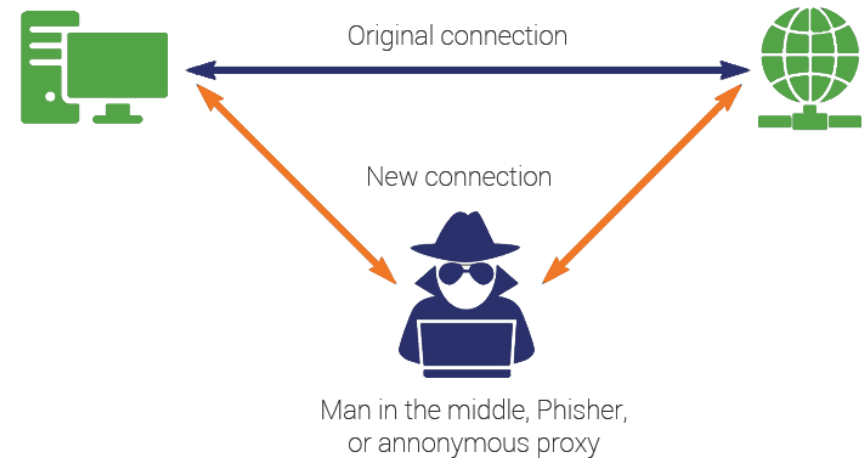 Original connection
New connection
Man in the middle, Phisher,
or annonymous proxy